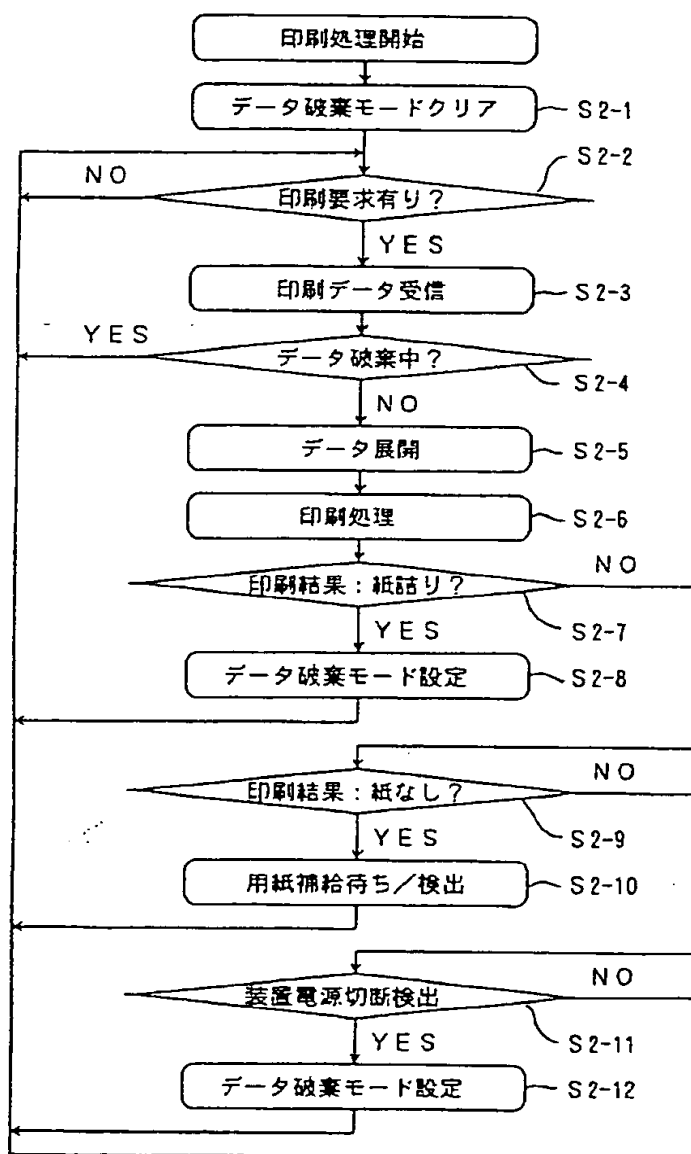 印刷処理開始
データ破棄モードクリア
S2-1
S2-2
NO
印刷要求有り？
YES
印刷データ受信
S2-3
YES
データ破棄中？
S2-4
NO
データ展開
S2-5
印刷処理
S2-6
NO
印刷結果：紙詰り？
S2-7
YES
データ破棄モード設定
S2-8
NO
印刷結果：紙なし？
S2-9
YES
用紙補給待ち／検出
S2-10
NO
装置電源切断検出
S2-11
YES
データ破棄モード設定
S2-12